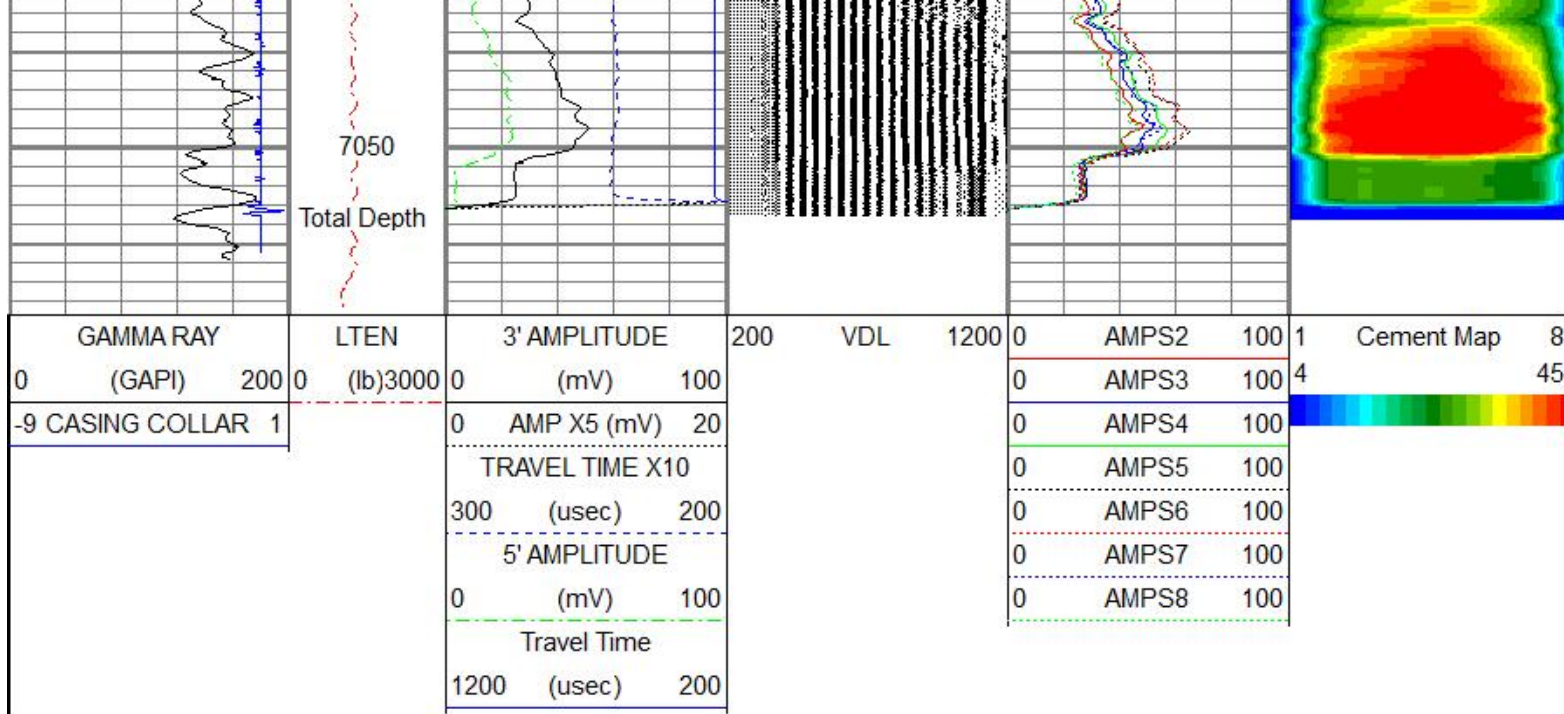 7050
Total Depth
GAMMA RAY
0 (GAPI) 200
-9 CASING COLLAR 1
LTEN
0 (lb)3000
3' AMPLITUDE
0 (mV) 100
0 AMP X5 (mV) 20
TRAVEL TIME X10
300 (usec) 200
5' AMPLITUDE
0 (mV) 100
Travel Time
1200 (usec) 200
200 VDL 1200
0 AMPS2 100
0 AMPS3 100
0 AMPS4 100
0 AMPS5 100
0 AMPS6 100
0 AMPS7 100
0 AMPS8 100
1 Cement Map 8
4 45